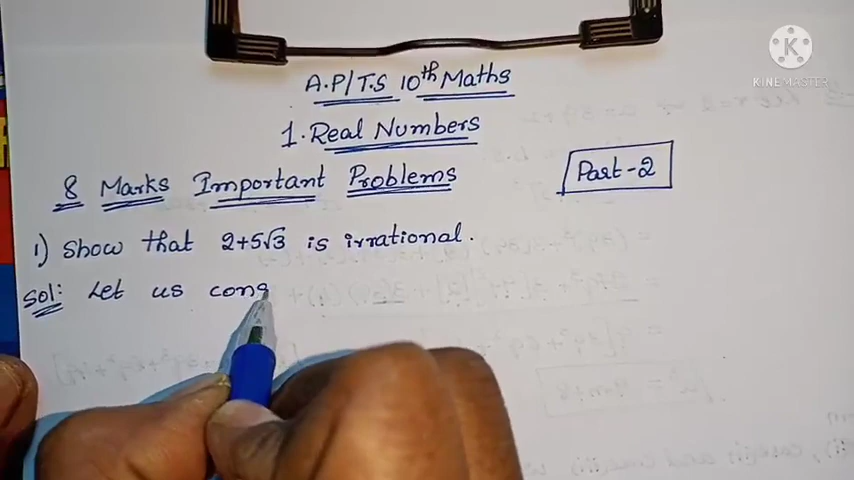 KINEMASTER
A.P/T.S 10th Maths
1. Real Numbers
8 Marks Important Problems
Part-2
1) Show that 2+5√3 is irrational.
Sol: Let us cons